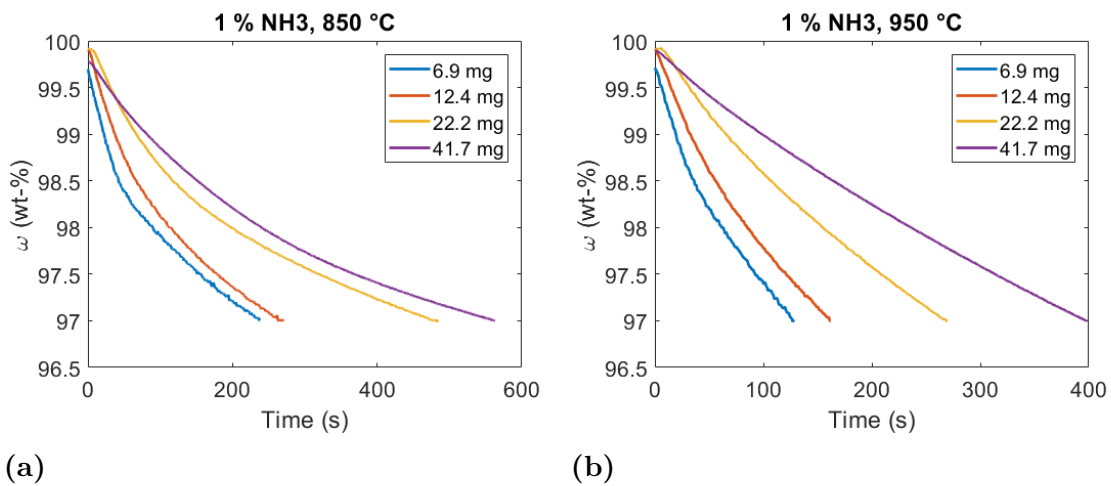 1 % NH3, 850 °C
100
99.5
99
98.5
98
97.5
97
96.5
ω (wt-%)
0
200
400
600
Time (s)
6.9 mg
12.4 mg
22.2 mg
41.7 mg
(a)
1 % NH3, 950 °C
100
99.5
99
98.5
98
97.5
97
96.5
ω (wt-%)
0
100
200
300
400
Time (s)
6.9 mg
12.4 mg
22.2 mg
41.7 mg
(b)